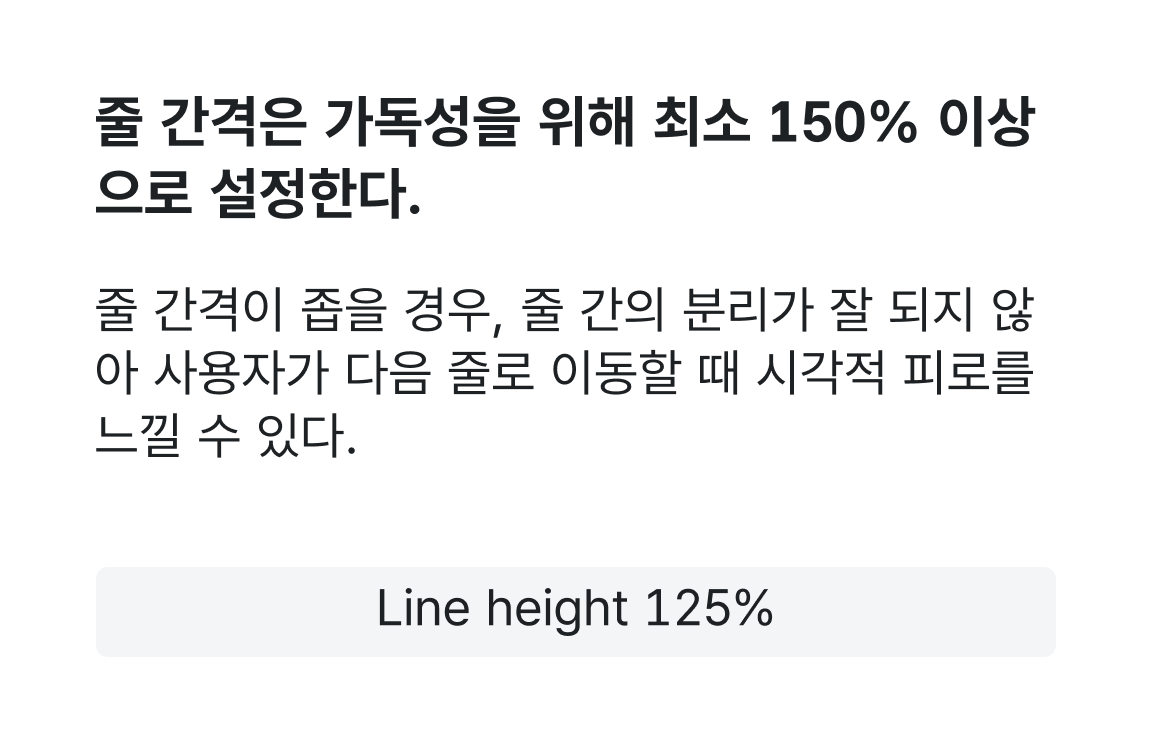 줄 간격은 가독성을 위해 최소 150% 이상
으로 설정한다.
줄 간격이 좁을 경우, 줄 간의 분리가 잘 되지 않
아 사용자가 다음 줄로 이동할 때 시각적 피로를
느낄 수 있다.
Line height 125%